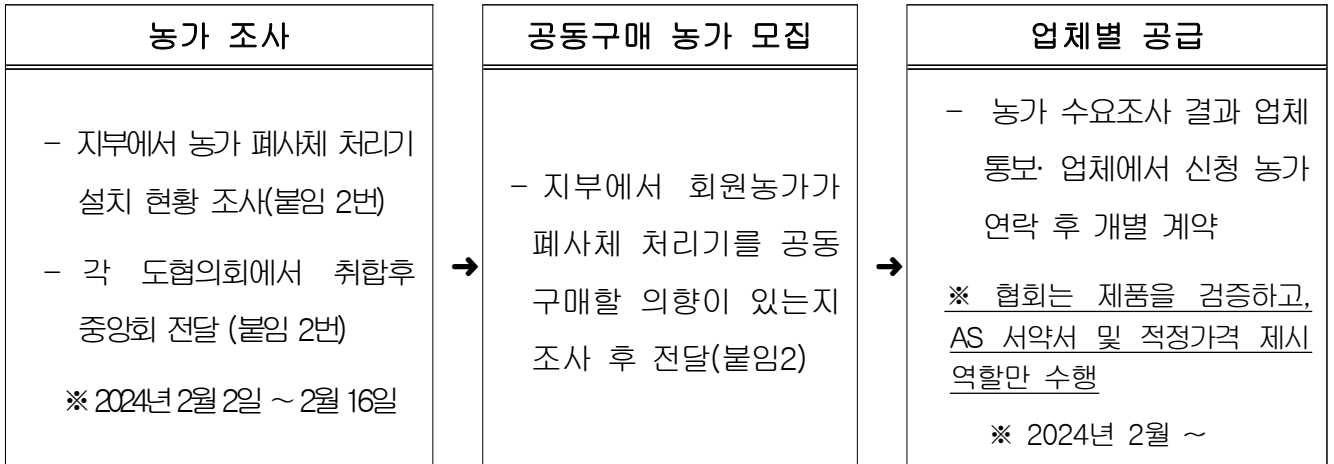 농가 조사
- 지부에서 농가 폐사체 처리기
설치 현황 조사(붙임 2번)
- 각 도협의회에서 취합후
중앙회 전달 (붙임 2번)
※ 2024년 2월 2일 ~ 2월 16일
➜
공동구매 농가 모집
- 지부에서 회원농가가
폐사체 처리기를 공동
구매할 의향이 있는지
조사 후 전달(붙임2)
➜
업체별 공급
- 농가 수요조사 결과 업체
통보· 업체에서 신청 농가
연락 후 개별 계약
※ 협회는 제품을 검증하고,
AS 서약서 및 적정가격 제시
역할만 수행
※ 2024년 2월 ~